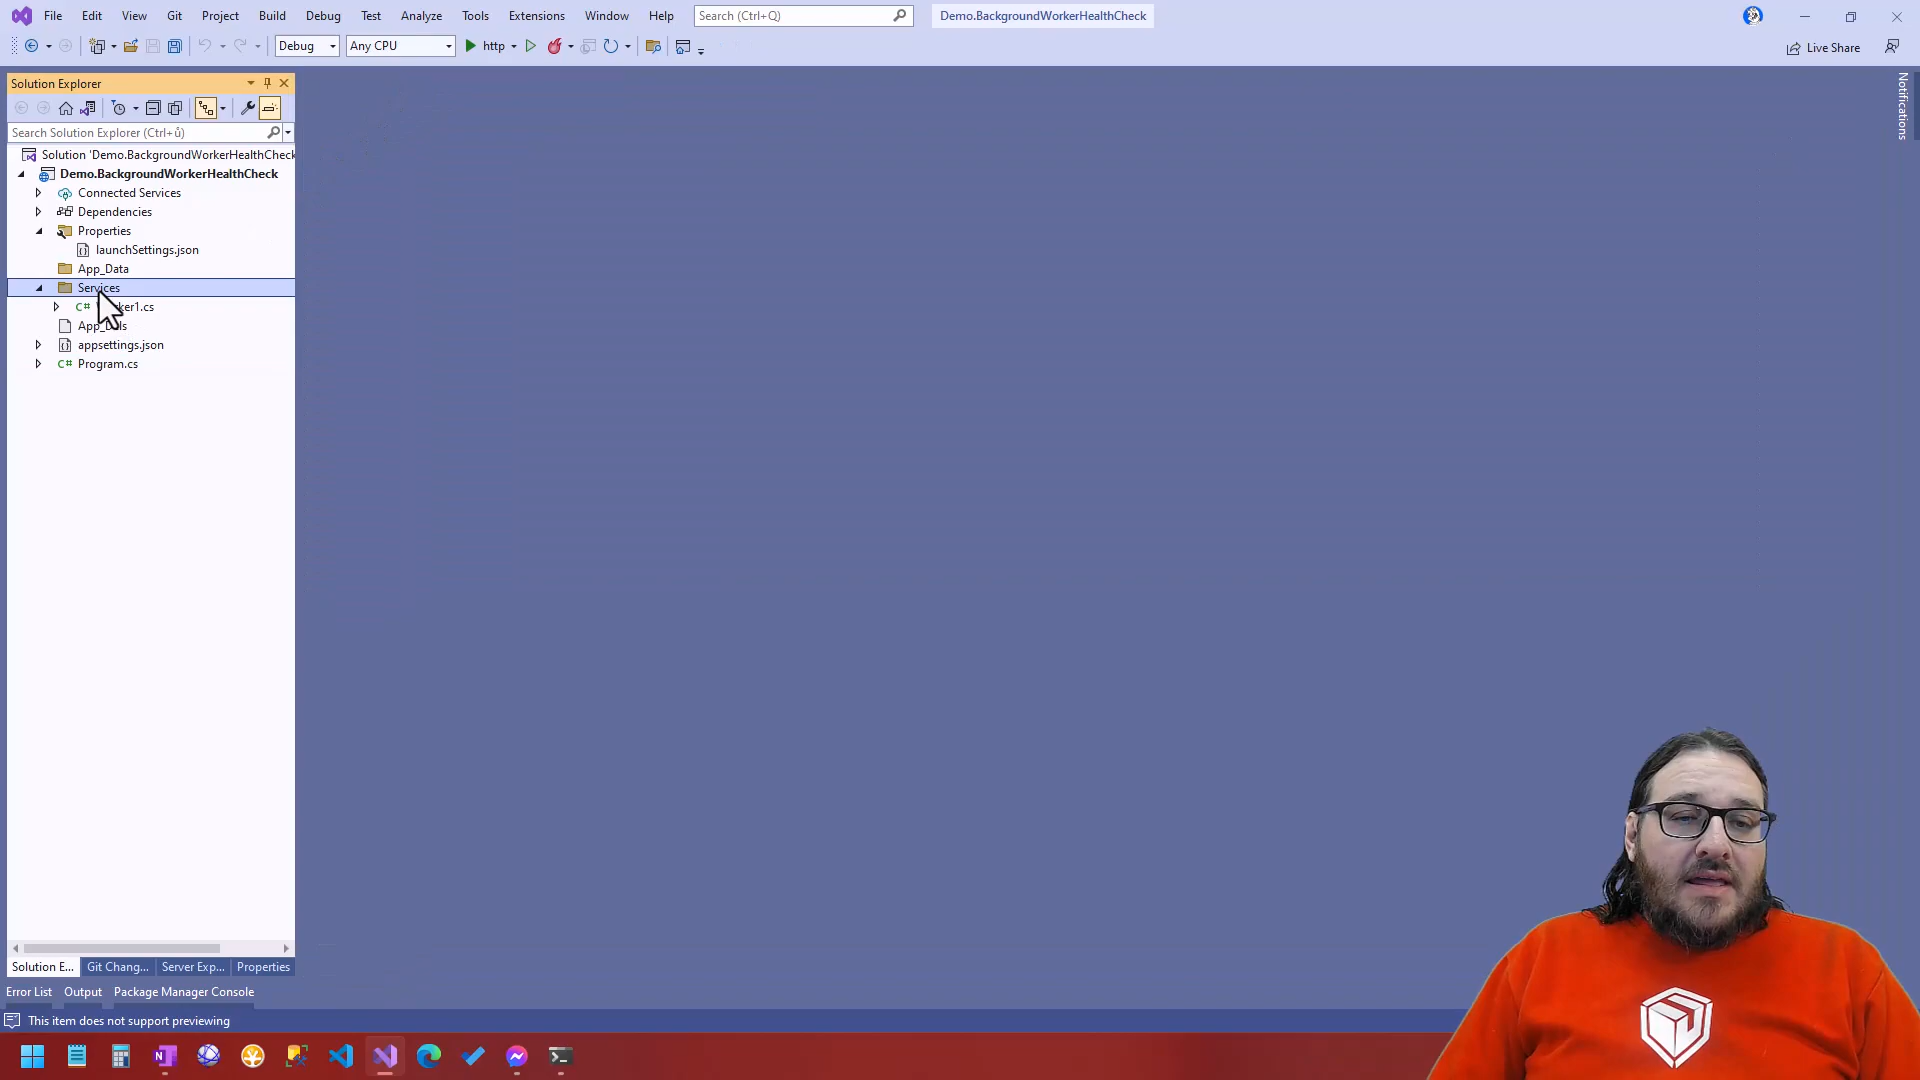 File Edit View Git Project Build Debug Test Analyze Tools Extensions Window Help Search (Ctrl+Q) Demo.BackgroundWorkerHealthCheck
Debug Any CPU http Live Share
Solution Explorer
Notifications
Search Solution Explorer (Ctrl+ů)
Solution 'Demo.BackgroundWorkerHealthCheck
Demo.BackgroundWorkerHealthCheck
Connected Services
Dependencies
Properties
launchSettings.json
App_Data
Services
C# ker1.cs
appsettings.json
C# Program.cs
Solution E... Git Chang... Server Exp... Properties
Error List Output Package Manager Console
This item does not support previewing